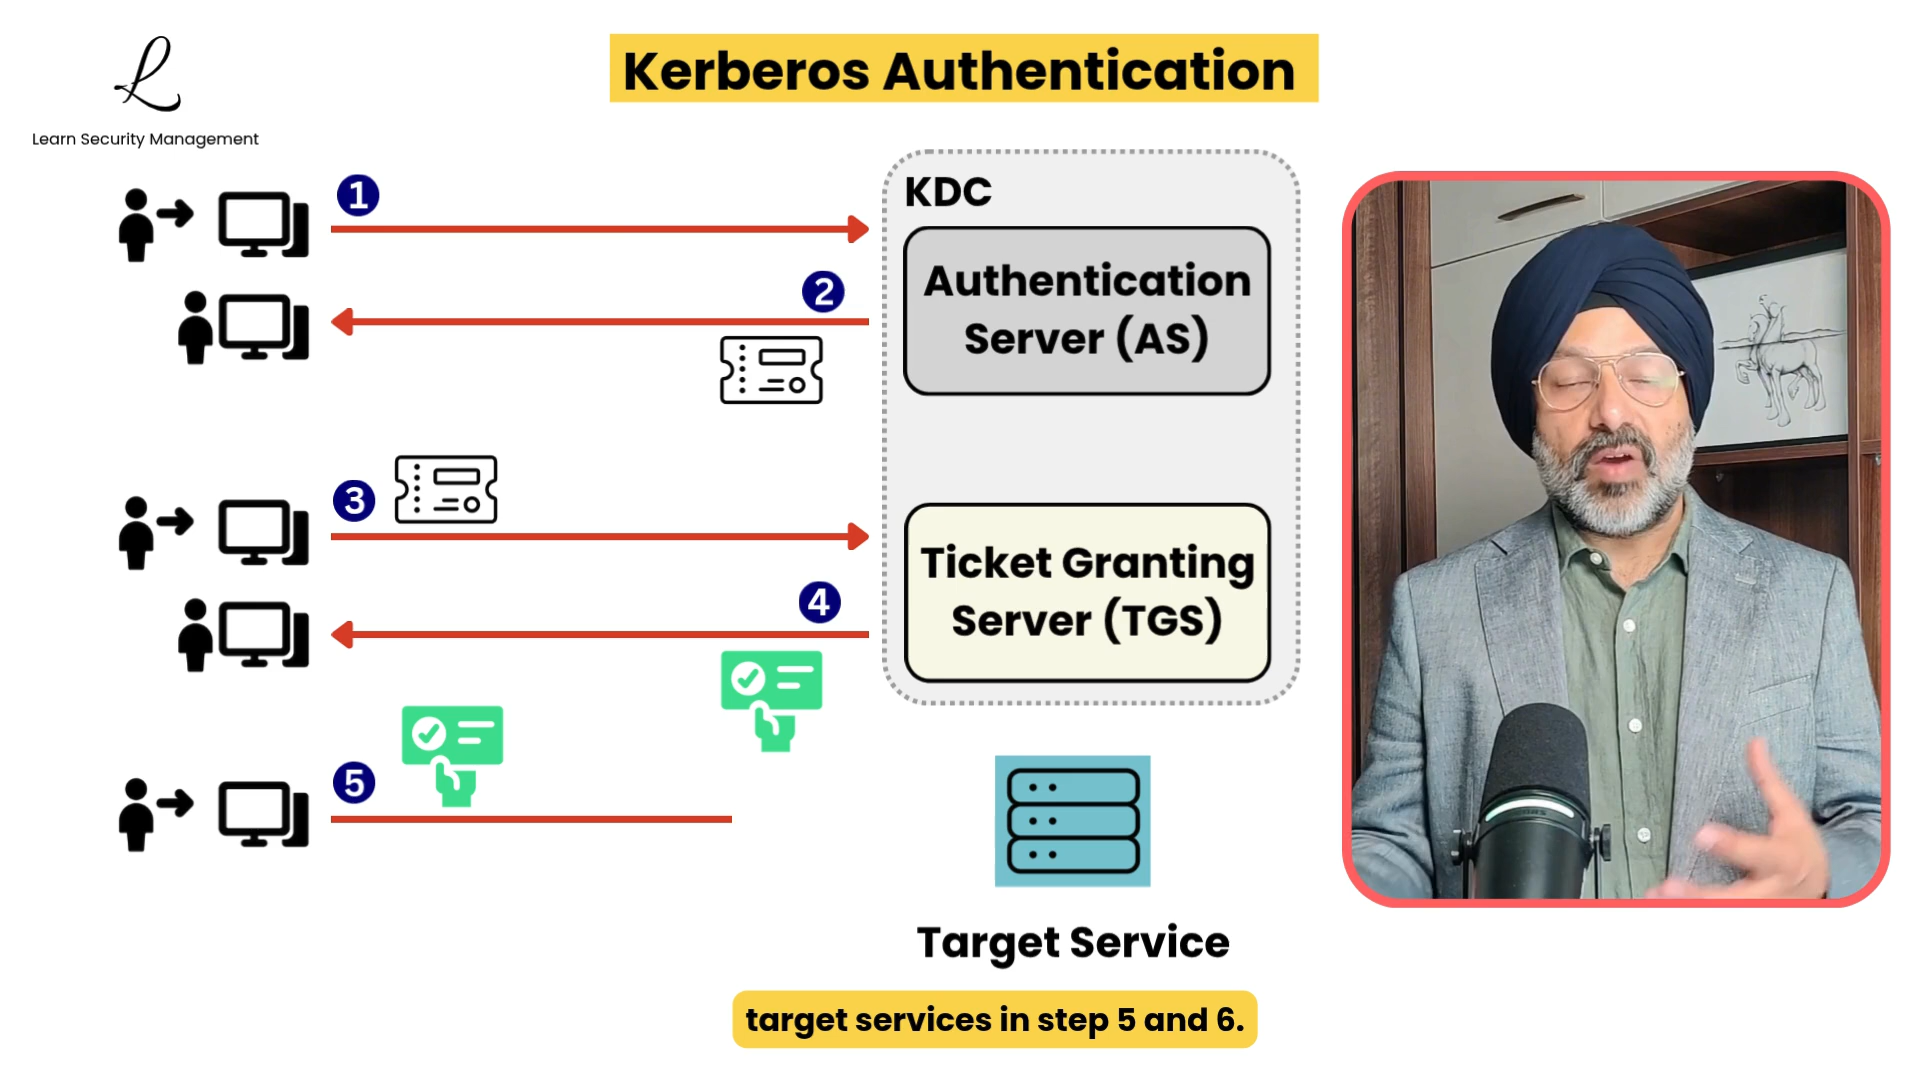 Kerberos Authentication
L
Learn Security Management
KDC
1
Authentication
Server (AS)
2
3
Ticket Granting
Server (TGS)
4
5
Target Service
target services in step 5 and 6.